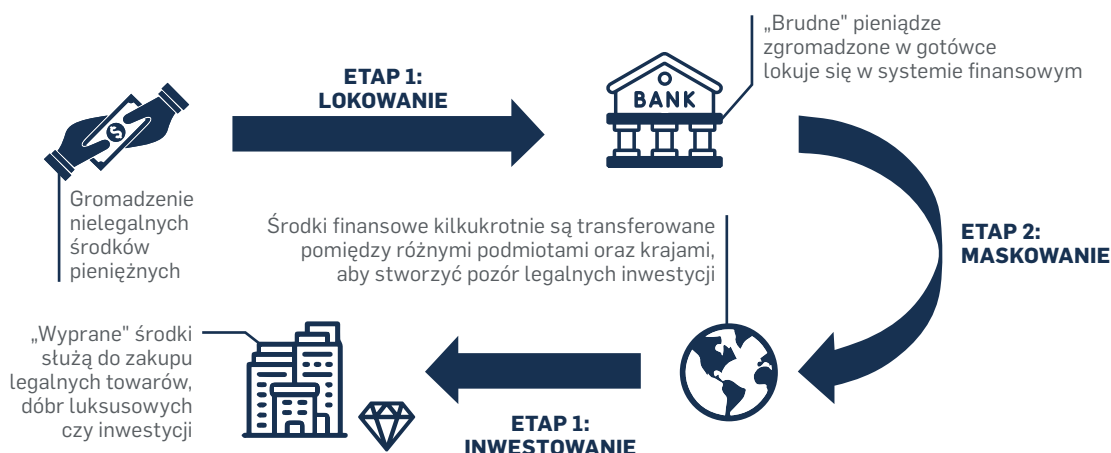 ETAP 1:
LOKOWANIE
BANK
„Brudne" pieniądze
zgromadzone w gotówce
lokuje się w systemie finansowym
$
Gromadzenie
nielegalnych
środków
pieniężnych
Środki finansowe kilkukrotnie są transferowane
pomiędzy różnymi podmiotami oraz krajami,
aby stworzyć pozór legalnych inwestycji
ETAP 2:
MASKOWANIE
„Wyprane" środki
służą do zakupu
legalnych towarów,
dóbr luksusowych
czy inwestycji
ETAP 1:
INWESTOWANIE